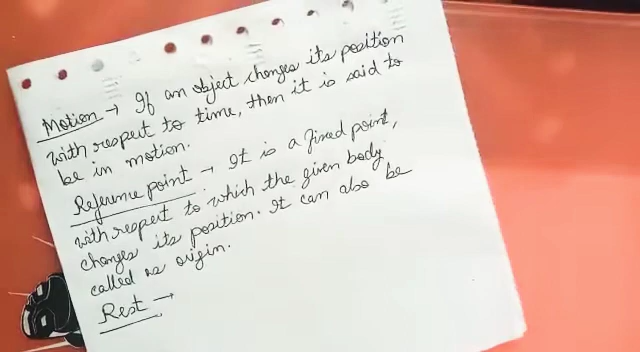 Motion → If an object changes its position
with respect to time, then it is said to
be in motion.
Reference point → It is a fixed point,
with respect to which the given body
changes its position. It can also be
called as origin.
Rest →